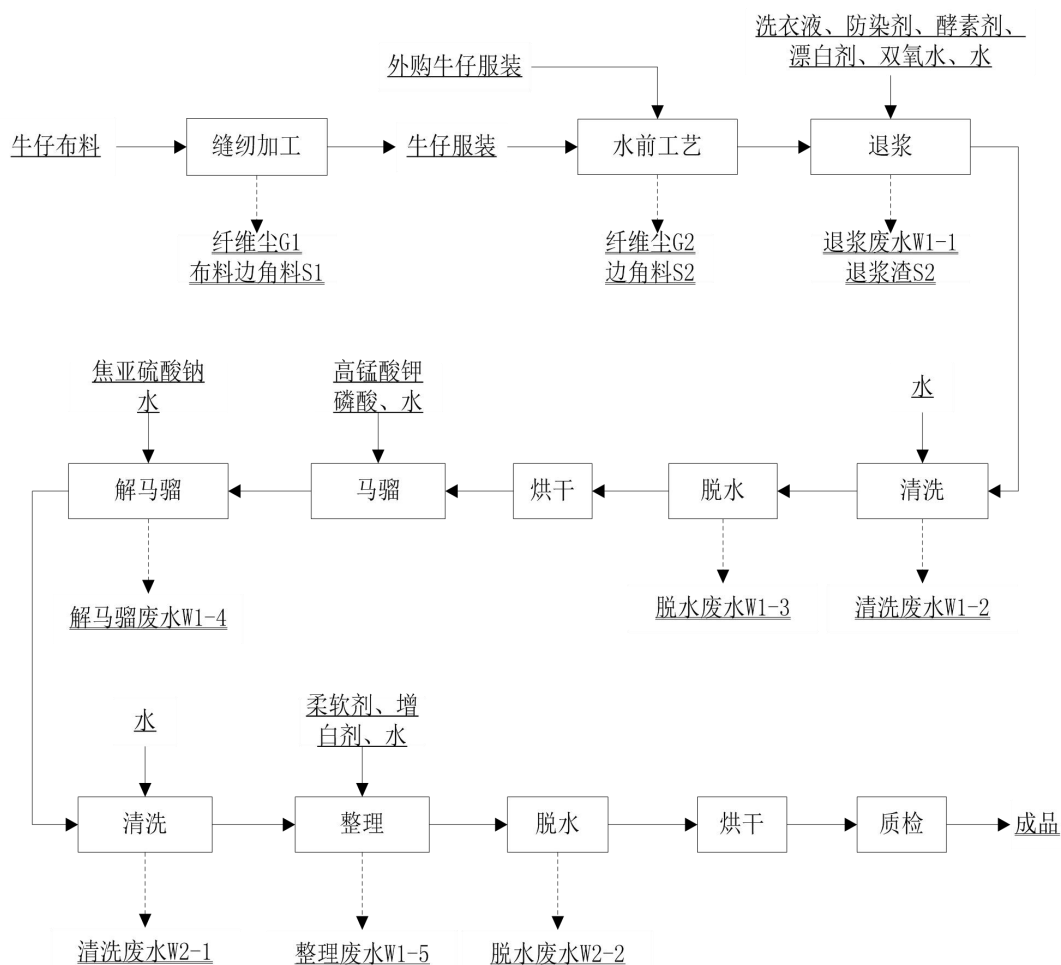 洗衣液、防染剂、酵素剂、
漂白剂、双氧水、水
外购牛仔服装
牛仔布料
缝纫加工
牛仔服装
水前工艺
退浆
纤维尘G1
布料边角料S1
纤维尘G2
边角料S2
退浆废水W1-1
退浆渣S2
焦亚硫酸钠
水
高锰酸钾
磷酸、水
水
解马骝
马骝
烘干
脱水
清洗
解马骝废水W1-4
脱水废水W1-3
清洗废水W1-2
水
柔软剂、增
白剂、水
清洗
整理
脱水
烘干
质检
成品
清洗废水W2-1
整理废水W1-5
脱水废水W2-2